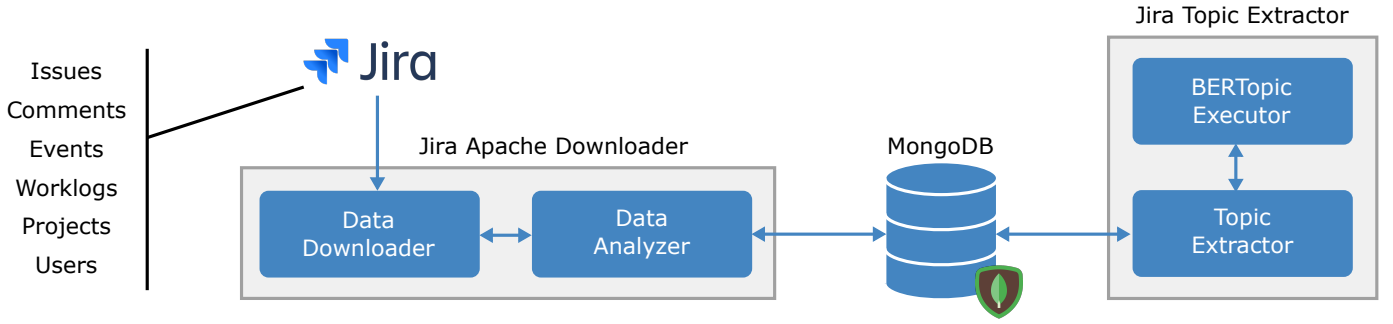 Issues
Comments
Events
Worklogs
Projects
Users
Jira
Jira Apache Downloader
Data
Downloader
Data
Analyzer
MongoDB
Jira Topic Extractor
BERTopic
Executor
Topic
Extractor